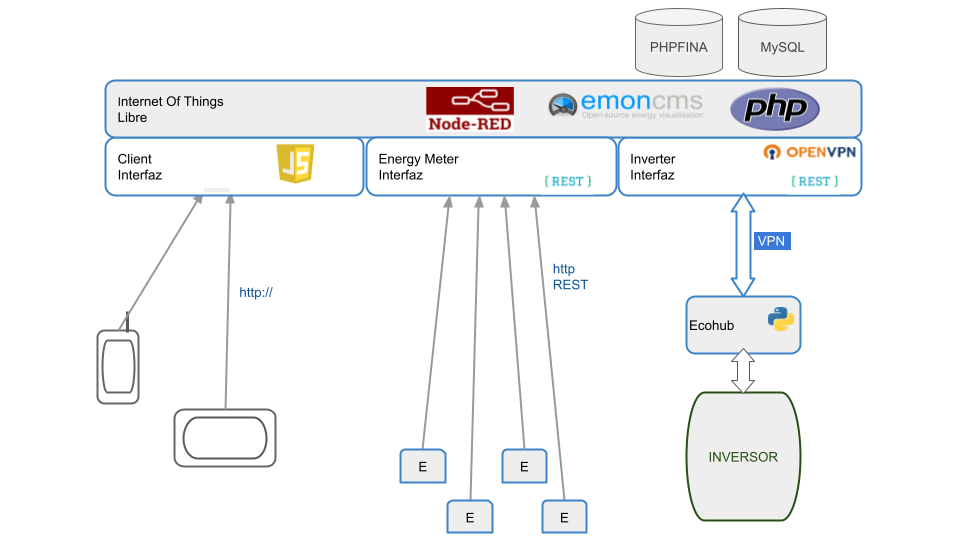 PHPFINA
MySQL
Internet Of Things
Libre
Node-RED
emoncms
Open-source energy visualisation
php
Client
Interfaz
JS
Energy Meter
Interfaz
{ REST }
Inverter
Interfaz
OPENVPN
{ REST }
VPN
http
REST
http://
Ecohub
INVERSOR
E
E
E
E